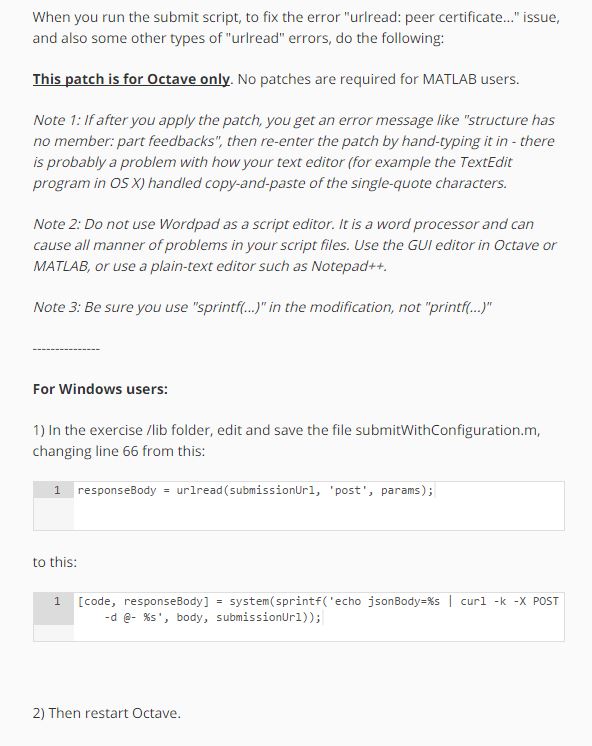 When you run the submit script, to fix the error "urlread: peer certificate..." issue,
and also some other types of "urlread" errors, do the following:
This patch is for Octave only. No patches are required for MATLAB users.
Note 1: If after you apply the patch, you get an error message like "structure has
no member: part feedbacks", then re-enter the patch by hand-typing it in - there
is probably a problem with how your text editor (for example the TextEdit
program in OS X) handled copy-and-paste of the single-quote characters.
Note 2: Do not use Wordpad as a script editor. It is a word processor and can
cause all manner of problems in your script files. Use the GUI editor in Octave or
MATLAB, or use a plain-text editor such as Notepad++.
Note 3: Be sure you use "sprintf(...)" in the modification, not "printf(...)"
---------------
For Windows users:
1) In the exercise /lib folder, edit and save the file submitWithConfiguration.m,
changing line 66 from this:
1 responseBody = urlread(submissionUrl, 'post', params);
to this:
1 [code, responseBody] = system(sprintf('echo jsonBody=%s | curl -k -X POST
-d @- %s', body, submissionUrl));
2) Then restart Octave.